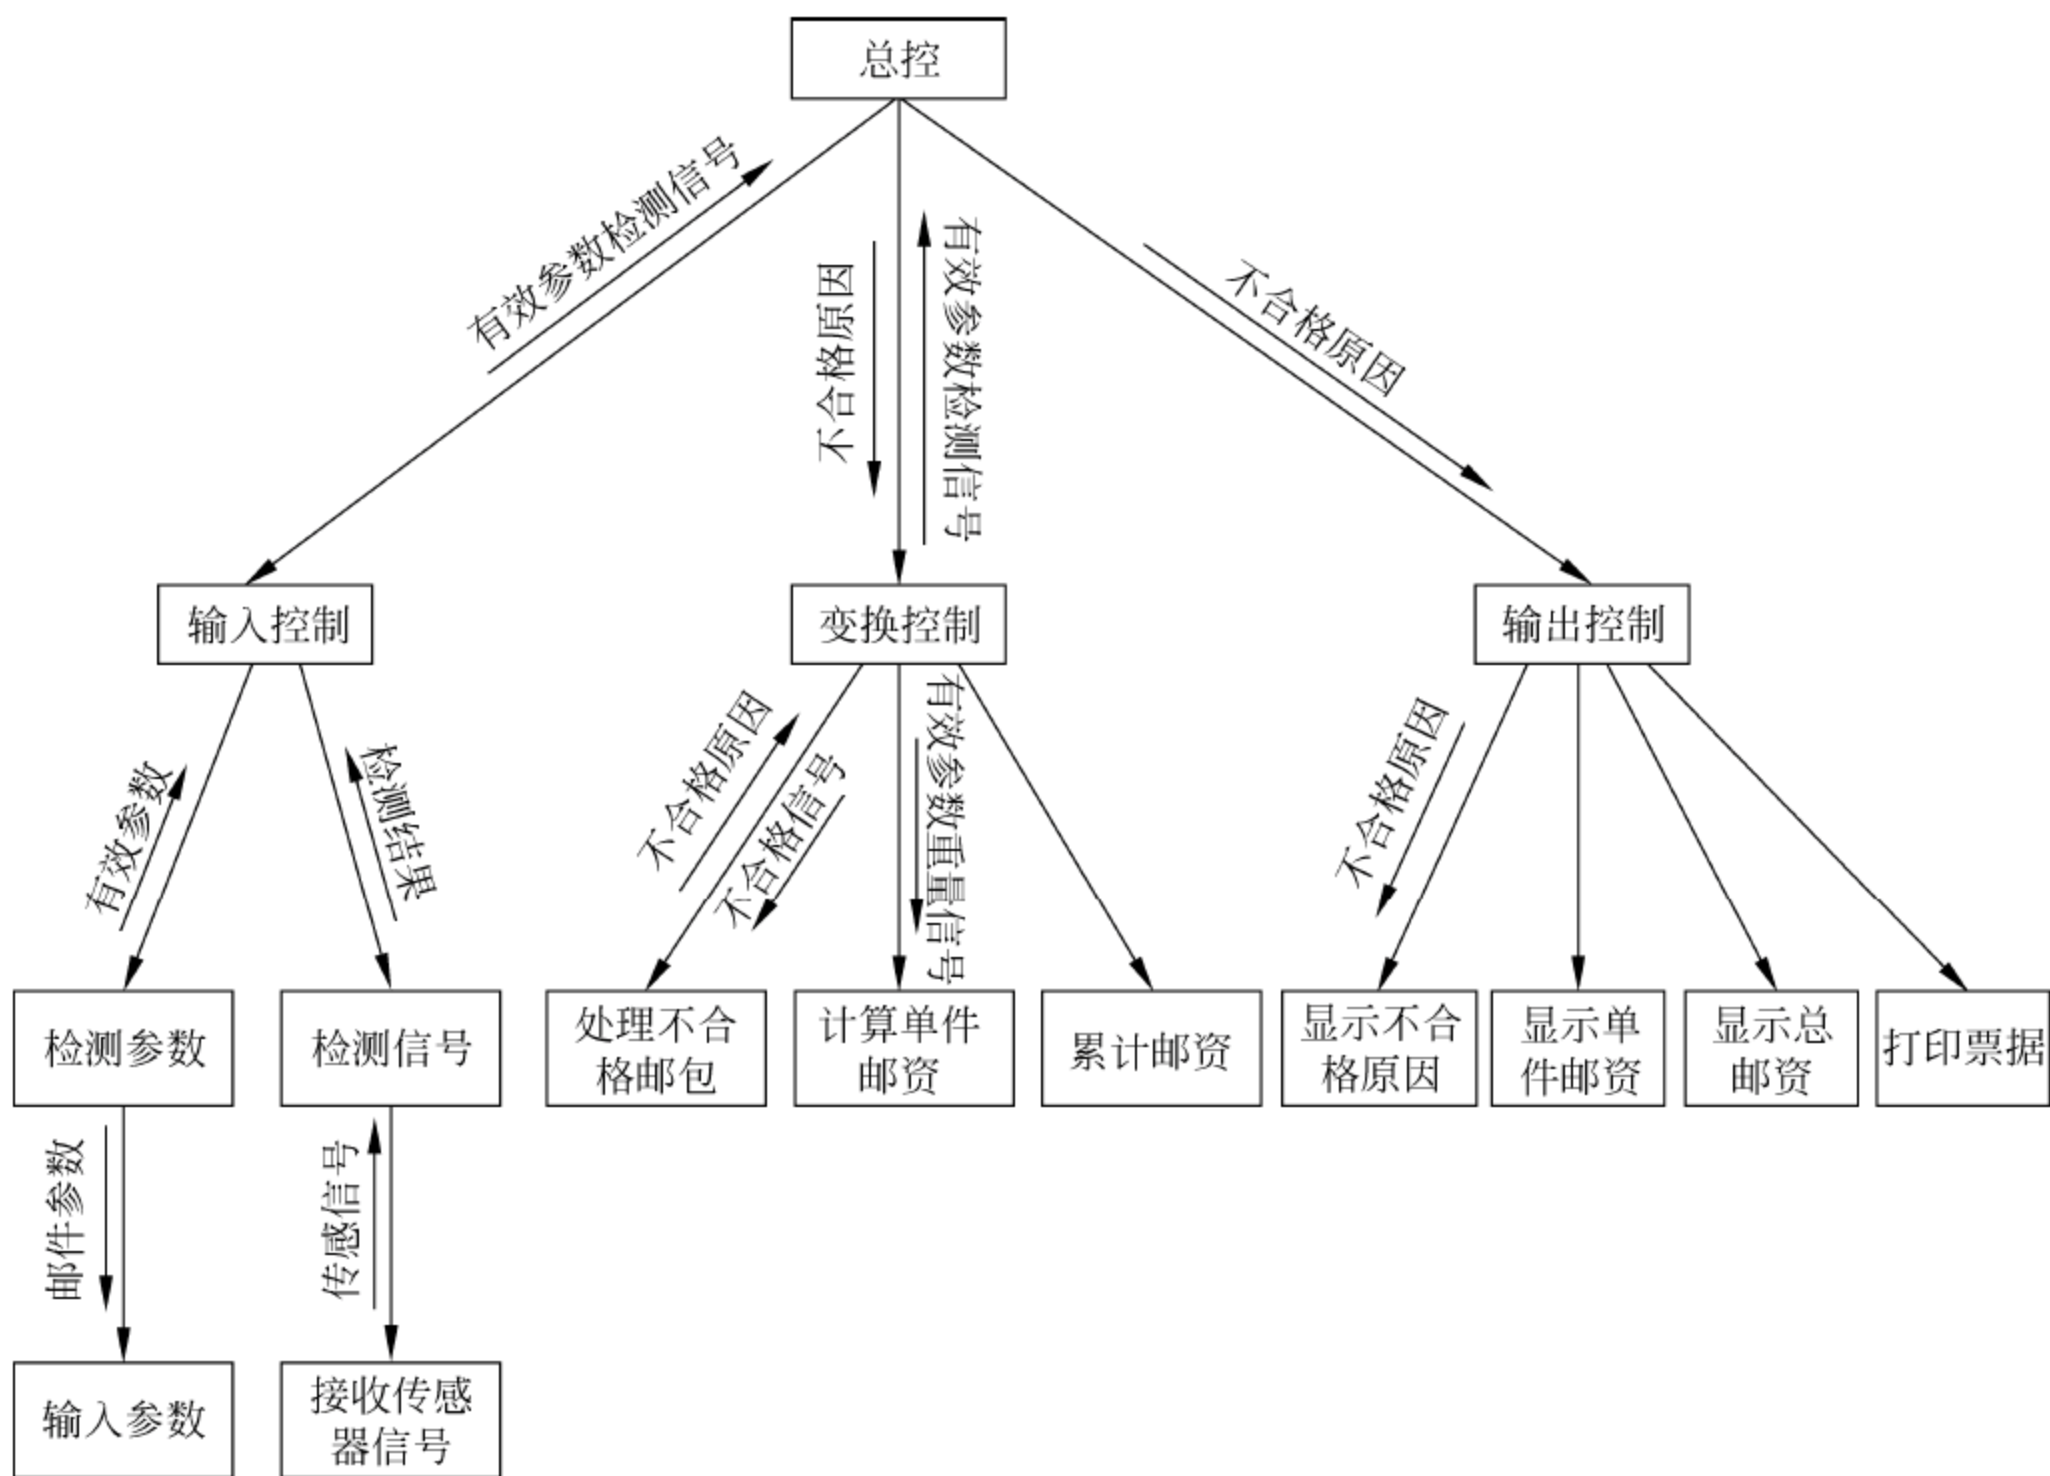 总控
有效参数检测信号
不合格原因
有效参数检测信号
不合格原因
输入控制
变换控制
输出控制
有效参数
检测结果
不合格原因
不合格信号
有效参数重量信号
不合格原因
检测参数
检测信号
处理不合
格邮包
计算单件
邮资
累计邮资
显示不合
格原因
显示单
件邮资
显示总
邮资
打印票据
邮件参数
传感信号
输入参数
接收传感
器信号